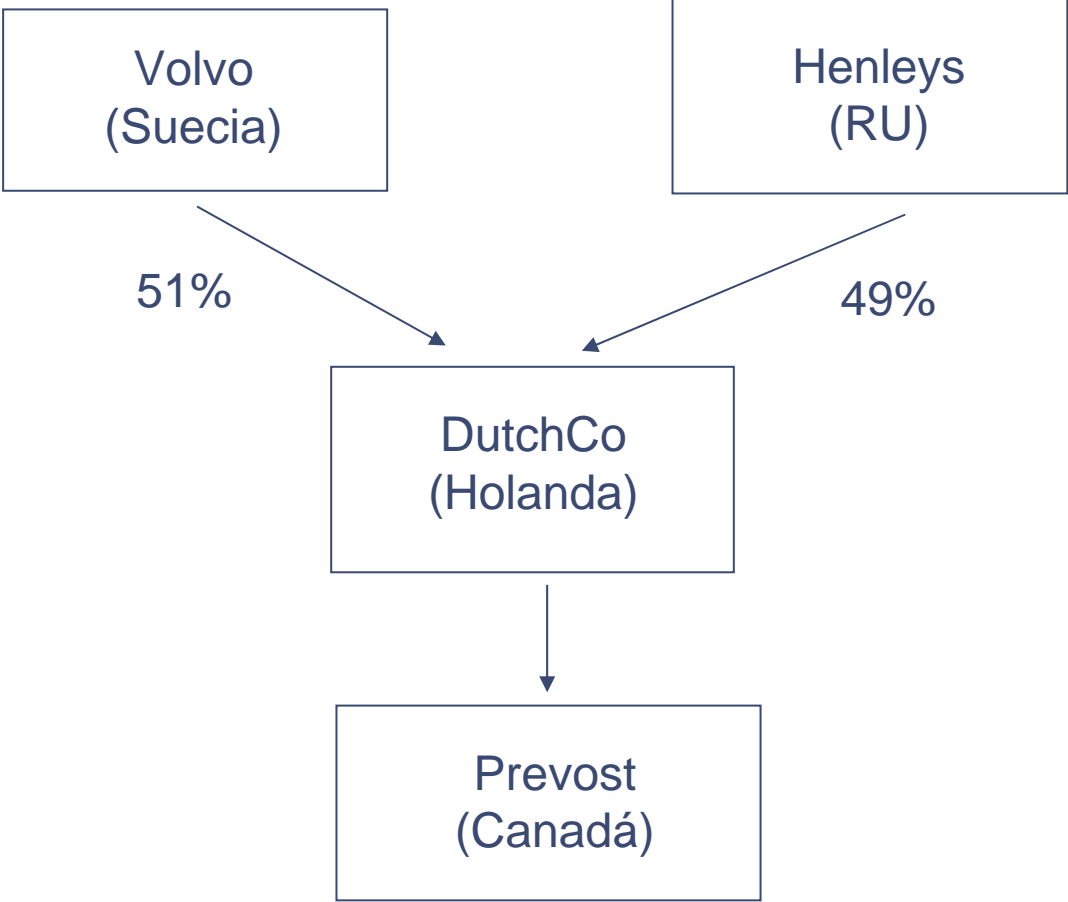 Volvo
(Suecia)
Henleys
(RU)
51%
49%
DutchCo
(Holanda)
Prevost
(Canadá)